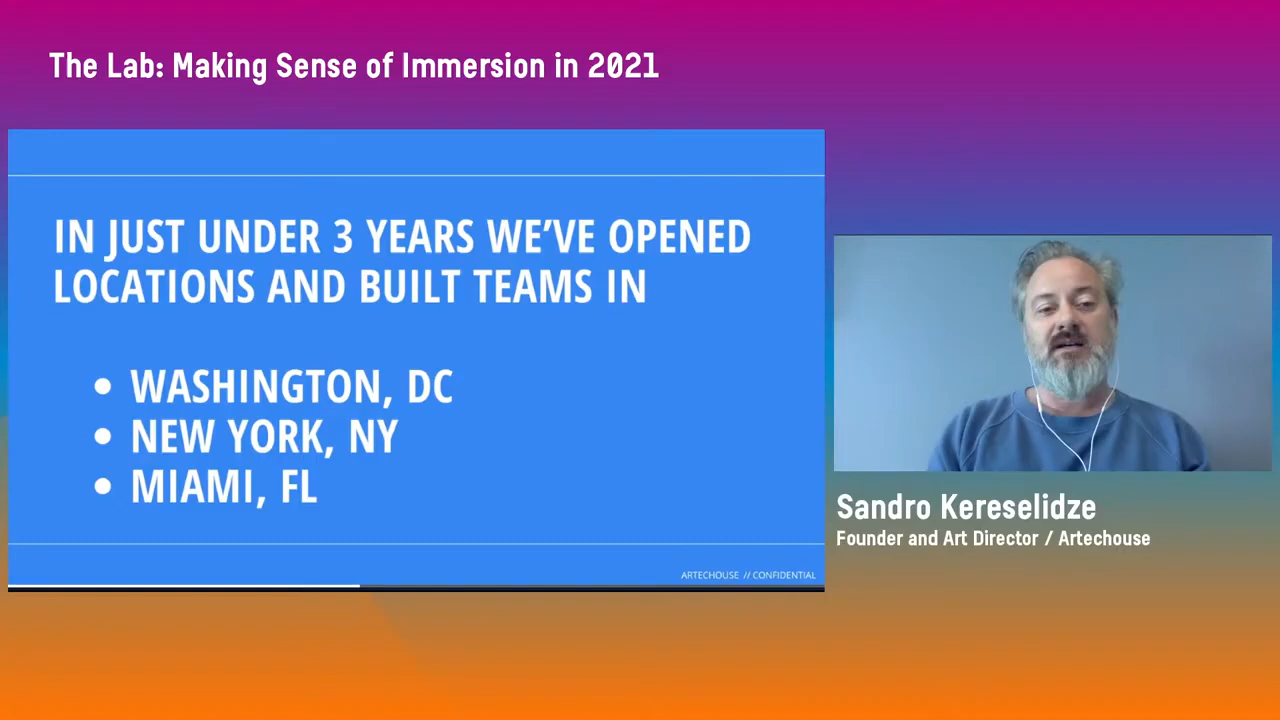 The Lab: Making Sense of Immersion in 2021
IN JUST UNDER 3 YEARS WE'VE OPENED
LOCATIONS AND BUILT TEAMS IN
• WASHINGTON, DC
• NEW YORK, NY
• MIAMI, FL
ARTECHOUSE // CONFIDENTIAL
Sandro Kereselidze
Founder and Art Director / Artechouse